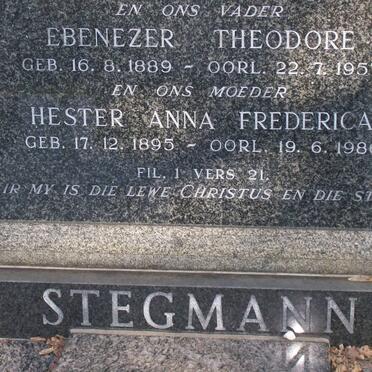 EN ONS VADER
EBENEZER THEODORE
GEB. 16. 8. 1889 - OORL. 22. 7. 195
EN ONS MOEDER
HESTER ANNA FREDERICA
GEB. 17. 12. 1895 - OORL. 19. 6. 198
FIL. 1 VERS 21.
IR MY IS DIE LEWE CHRISTUS EN DIE ST
STEGMANN